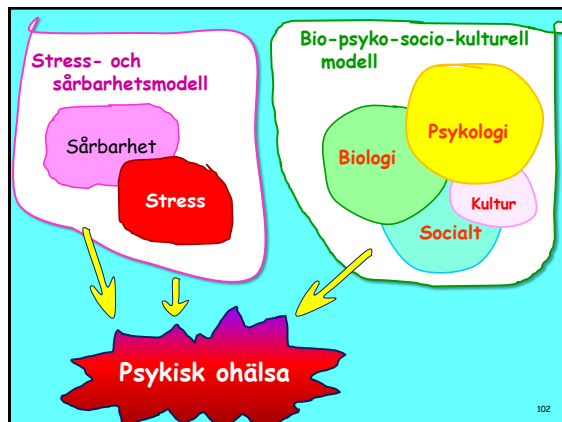 Stress- och
sårbarhetsmodell
Sårbarhet
Stress
Bio-psyko-socio-kulturell
modell
Psykologi
Biologi
Kultur
Socialt
Psykisk ohälsa
102